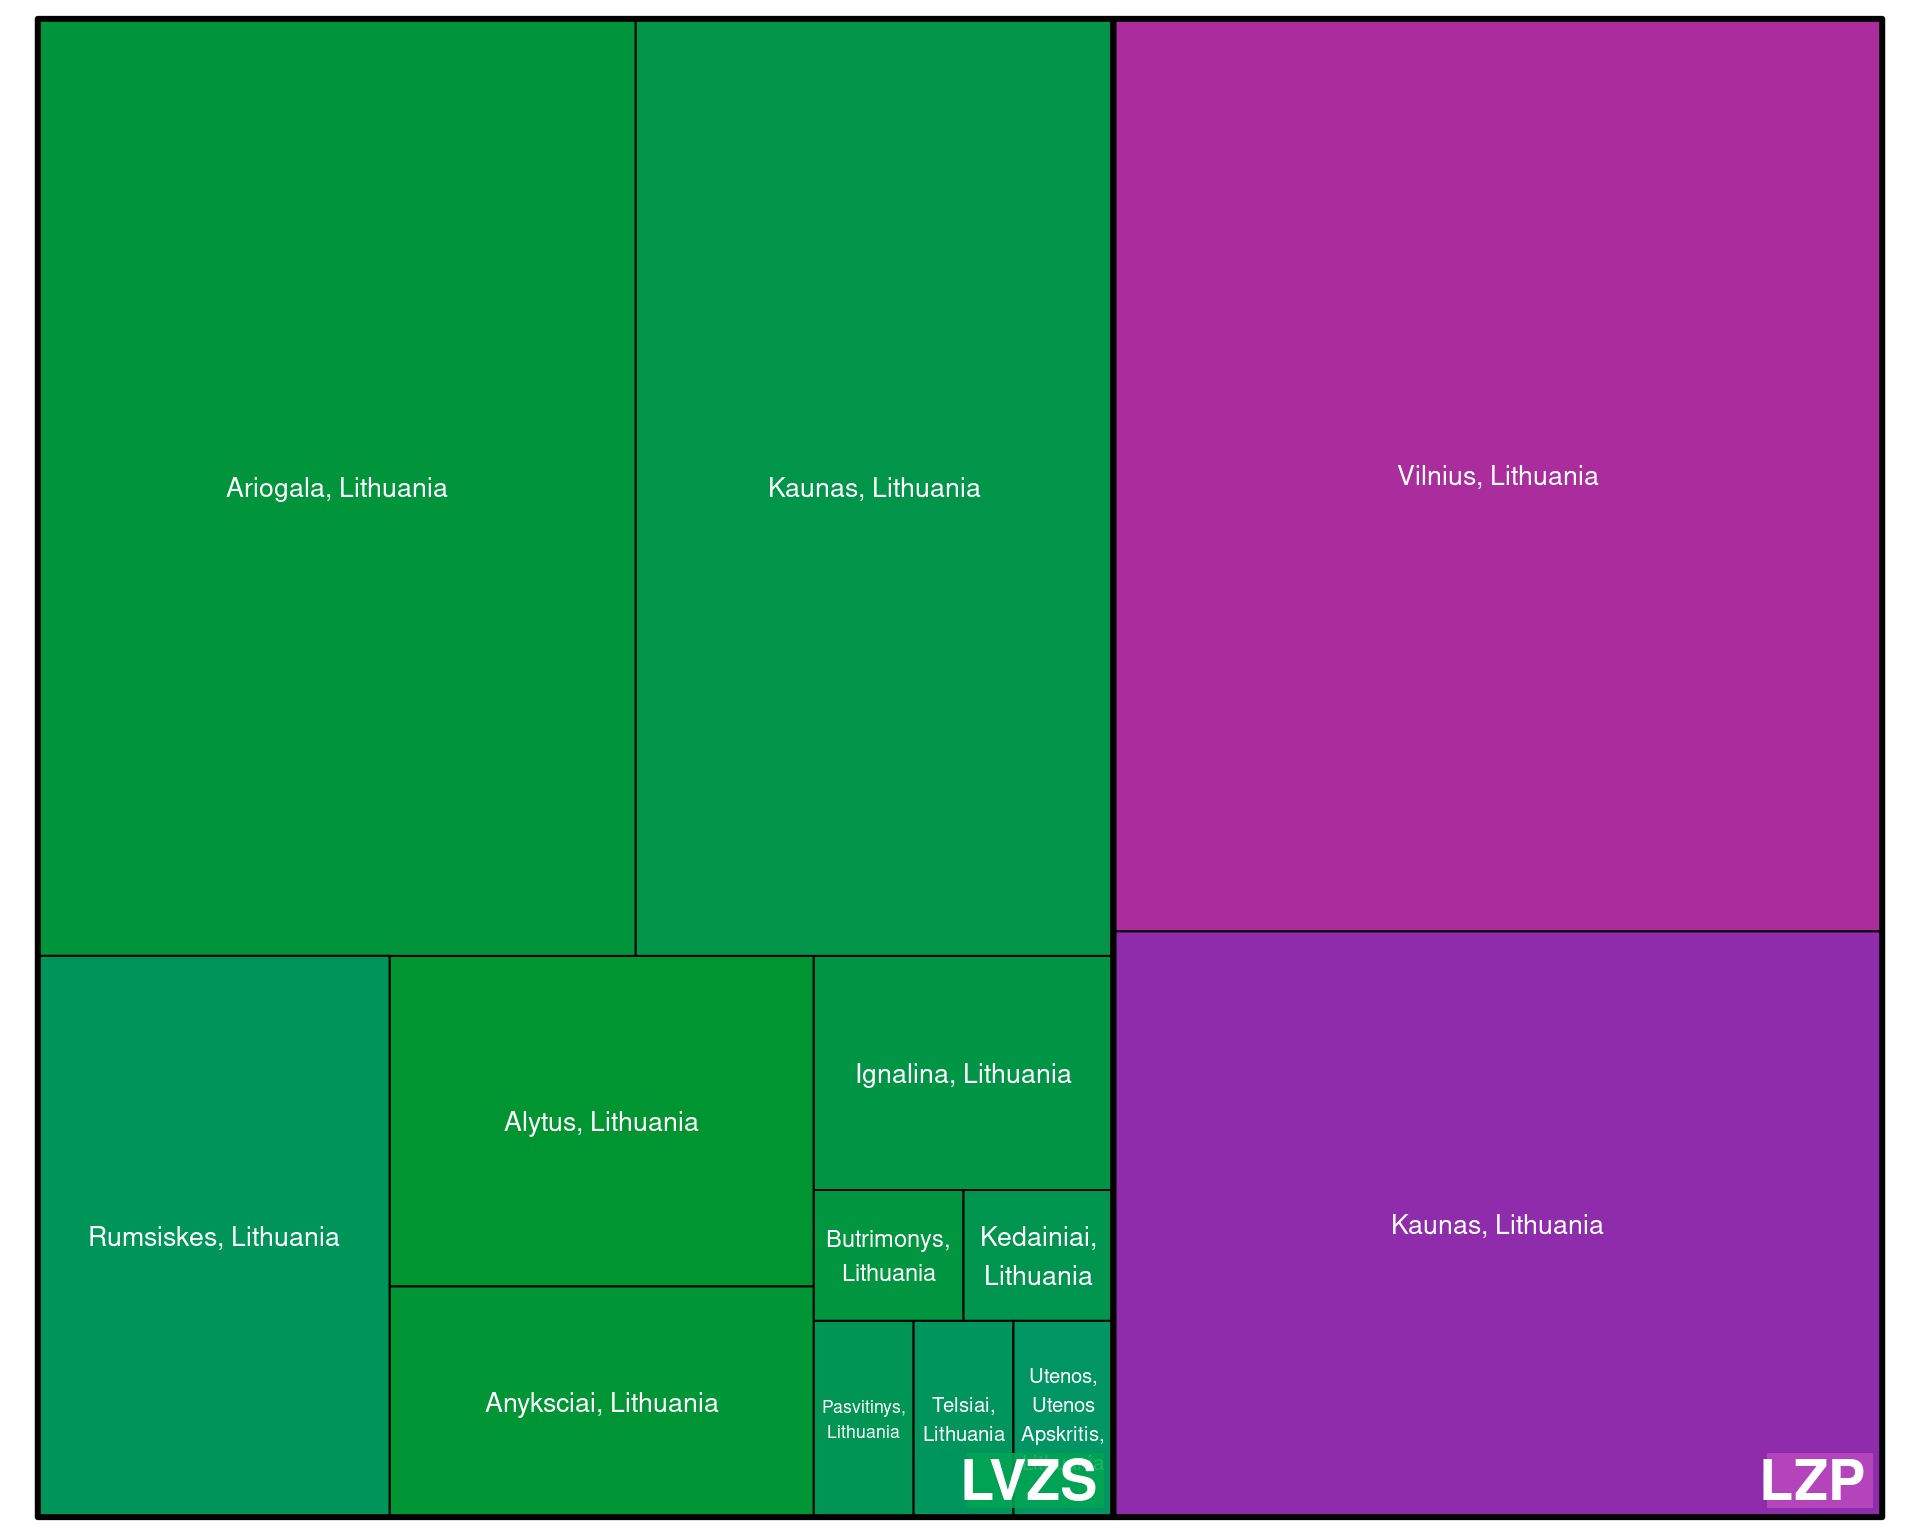 Ariogala, Lithuania
Kaunas, Lithuania
Vilnius, Lithuania
Rumsiskes, Lithuania
Alytus, Lithuania
Anyksciai, Lithuania
Ignalina, Lithuania
Butrimonys,
Lithuania
Kedainiai,
Lithuania
Pasvitinys,
Lithuania
Telsiai,
Lithuania
Utenos,
Utenos
Apskritis,
LVZS
Kaunas, Lithuania
LZP